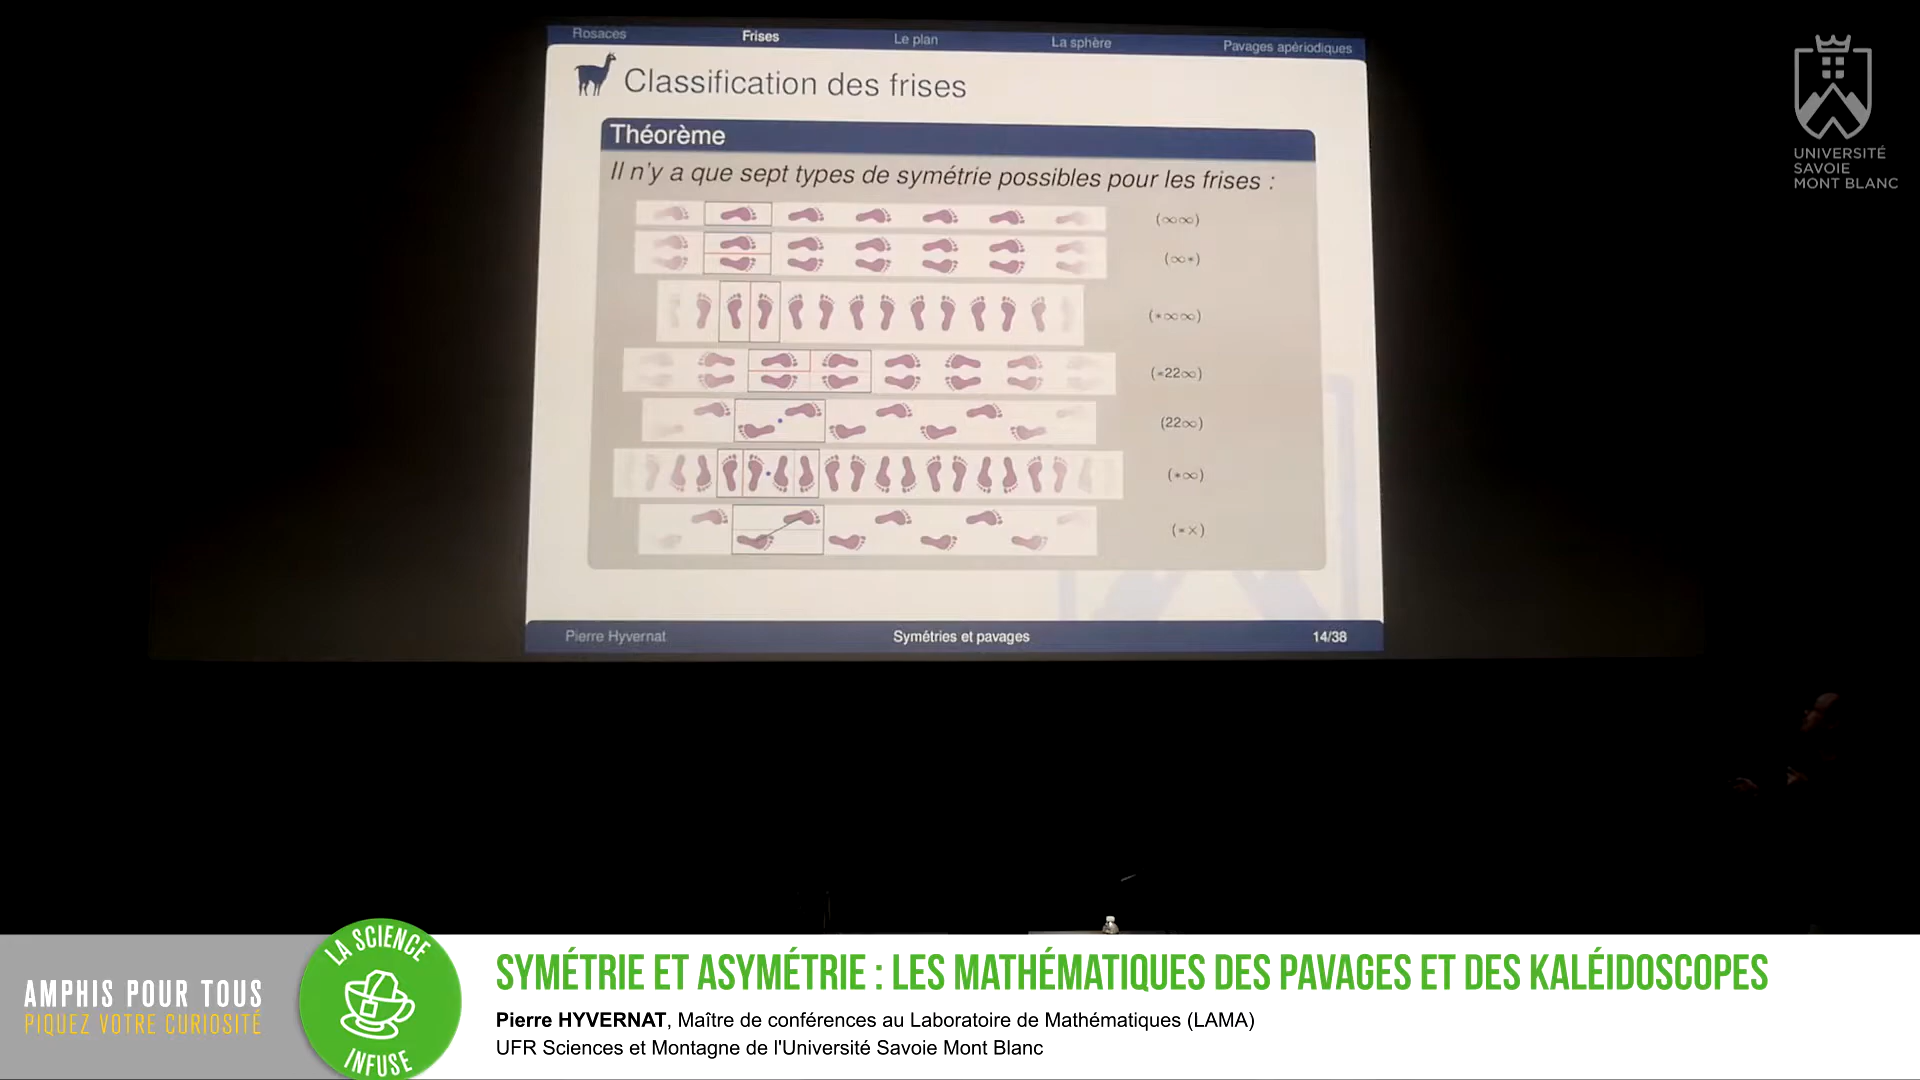 Rosaces Frises Le plan La sphère Pavages apériodiques
Classification des frises
Théorème
Il n'y a que sept types de symétrie possibles pour les frises :
(∞∞)
(∞*)
(*∞∞)
(*22∞)
(22∞)
(*∞)
(*×)
Pierre Hyvernat Symétries et pavages 14/38
UNIVERSITÉ
SAVOIE
MONT BLANC
AMPHIS POUR TOUS
PIQUEZ VOTRE CURIOSITÉ
LA SCIENCE
INFUSE
SYMÉTRIE ET ASYMÉTRIE : LES MATHÉMATIQUES DES PAVAGES ET DES KALÉIDOSCOPES
Pierre HYVERNAT, Maître de conférences au Laboratoire de Mathématiques (LAMA)
UFR Sciences et Montagne de l'Université Savoie Mont Blanc